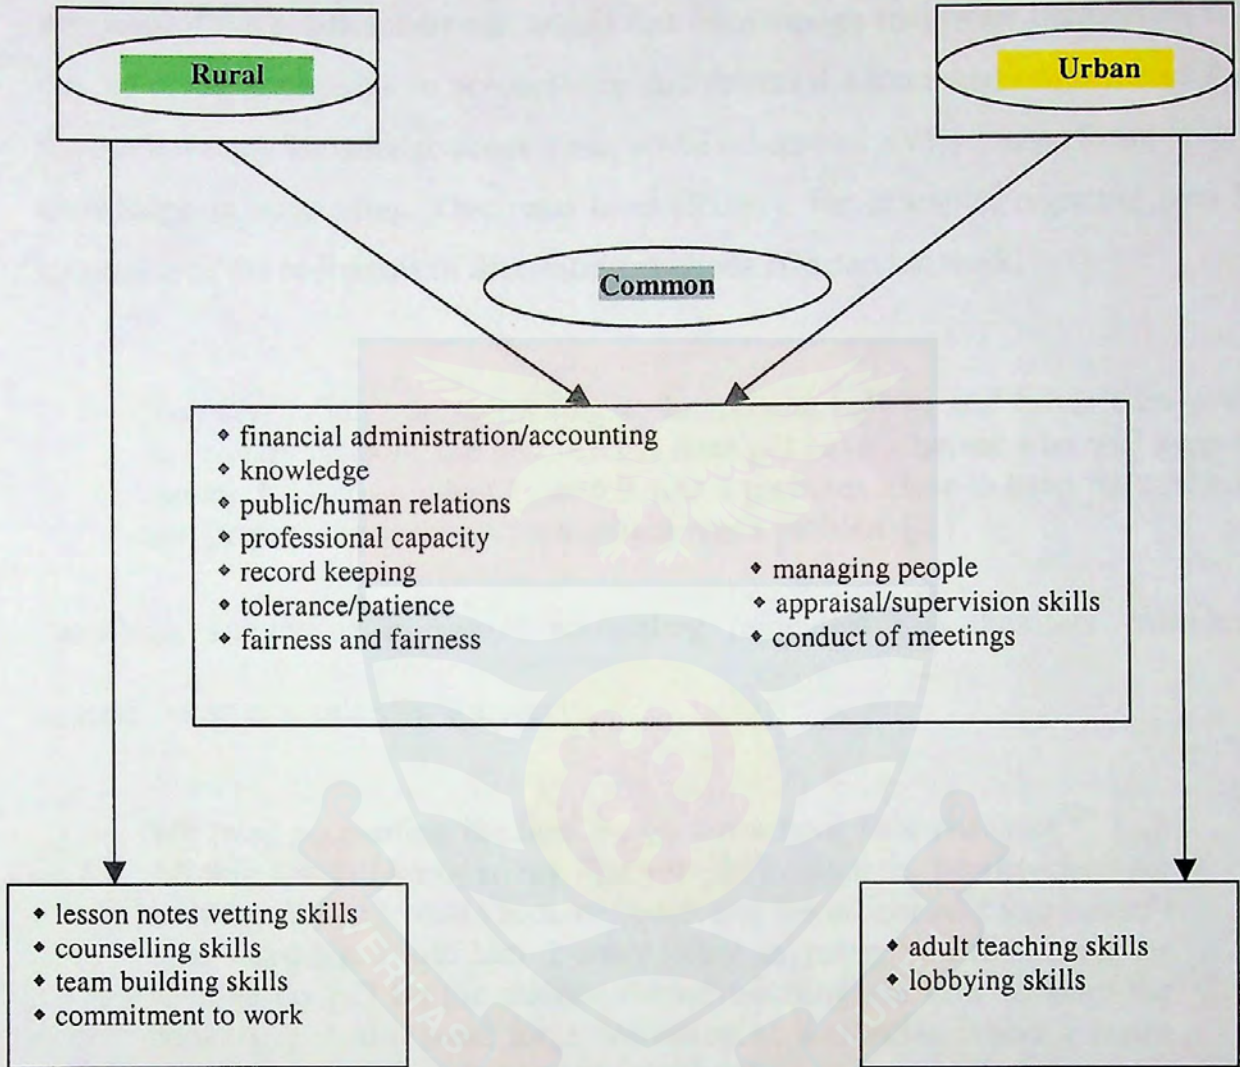 Rural
Urban
Common
❖ financial administration/accounting
❖ knowledge
❖ public/human relations
❖ professional capacity
❖ record keeping
❖ tolerance/patience
❖ fairness and fairness
❖ managing people
❖ appraisal/supervision skills
❖ conduct of meetings
❖ lesson notes vetting skills
❖ counselling skills
❖ team building skills
❖ commitment to work
❖ adult teaching skills
❖ lobbying skills
VERITAS
LUM